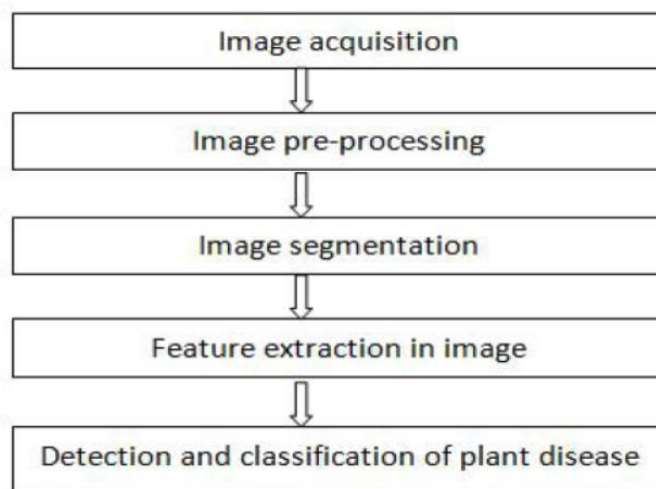 Image acquisition
Image pre-processing
Image segmentation
Feature extraction in image
Detection and classification of plant disease